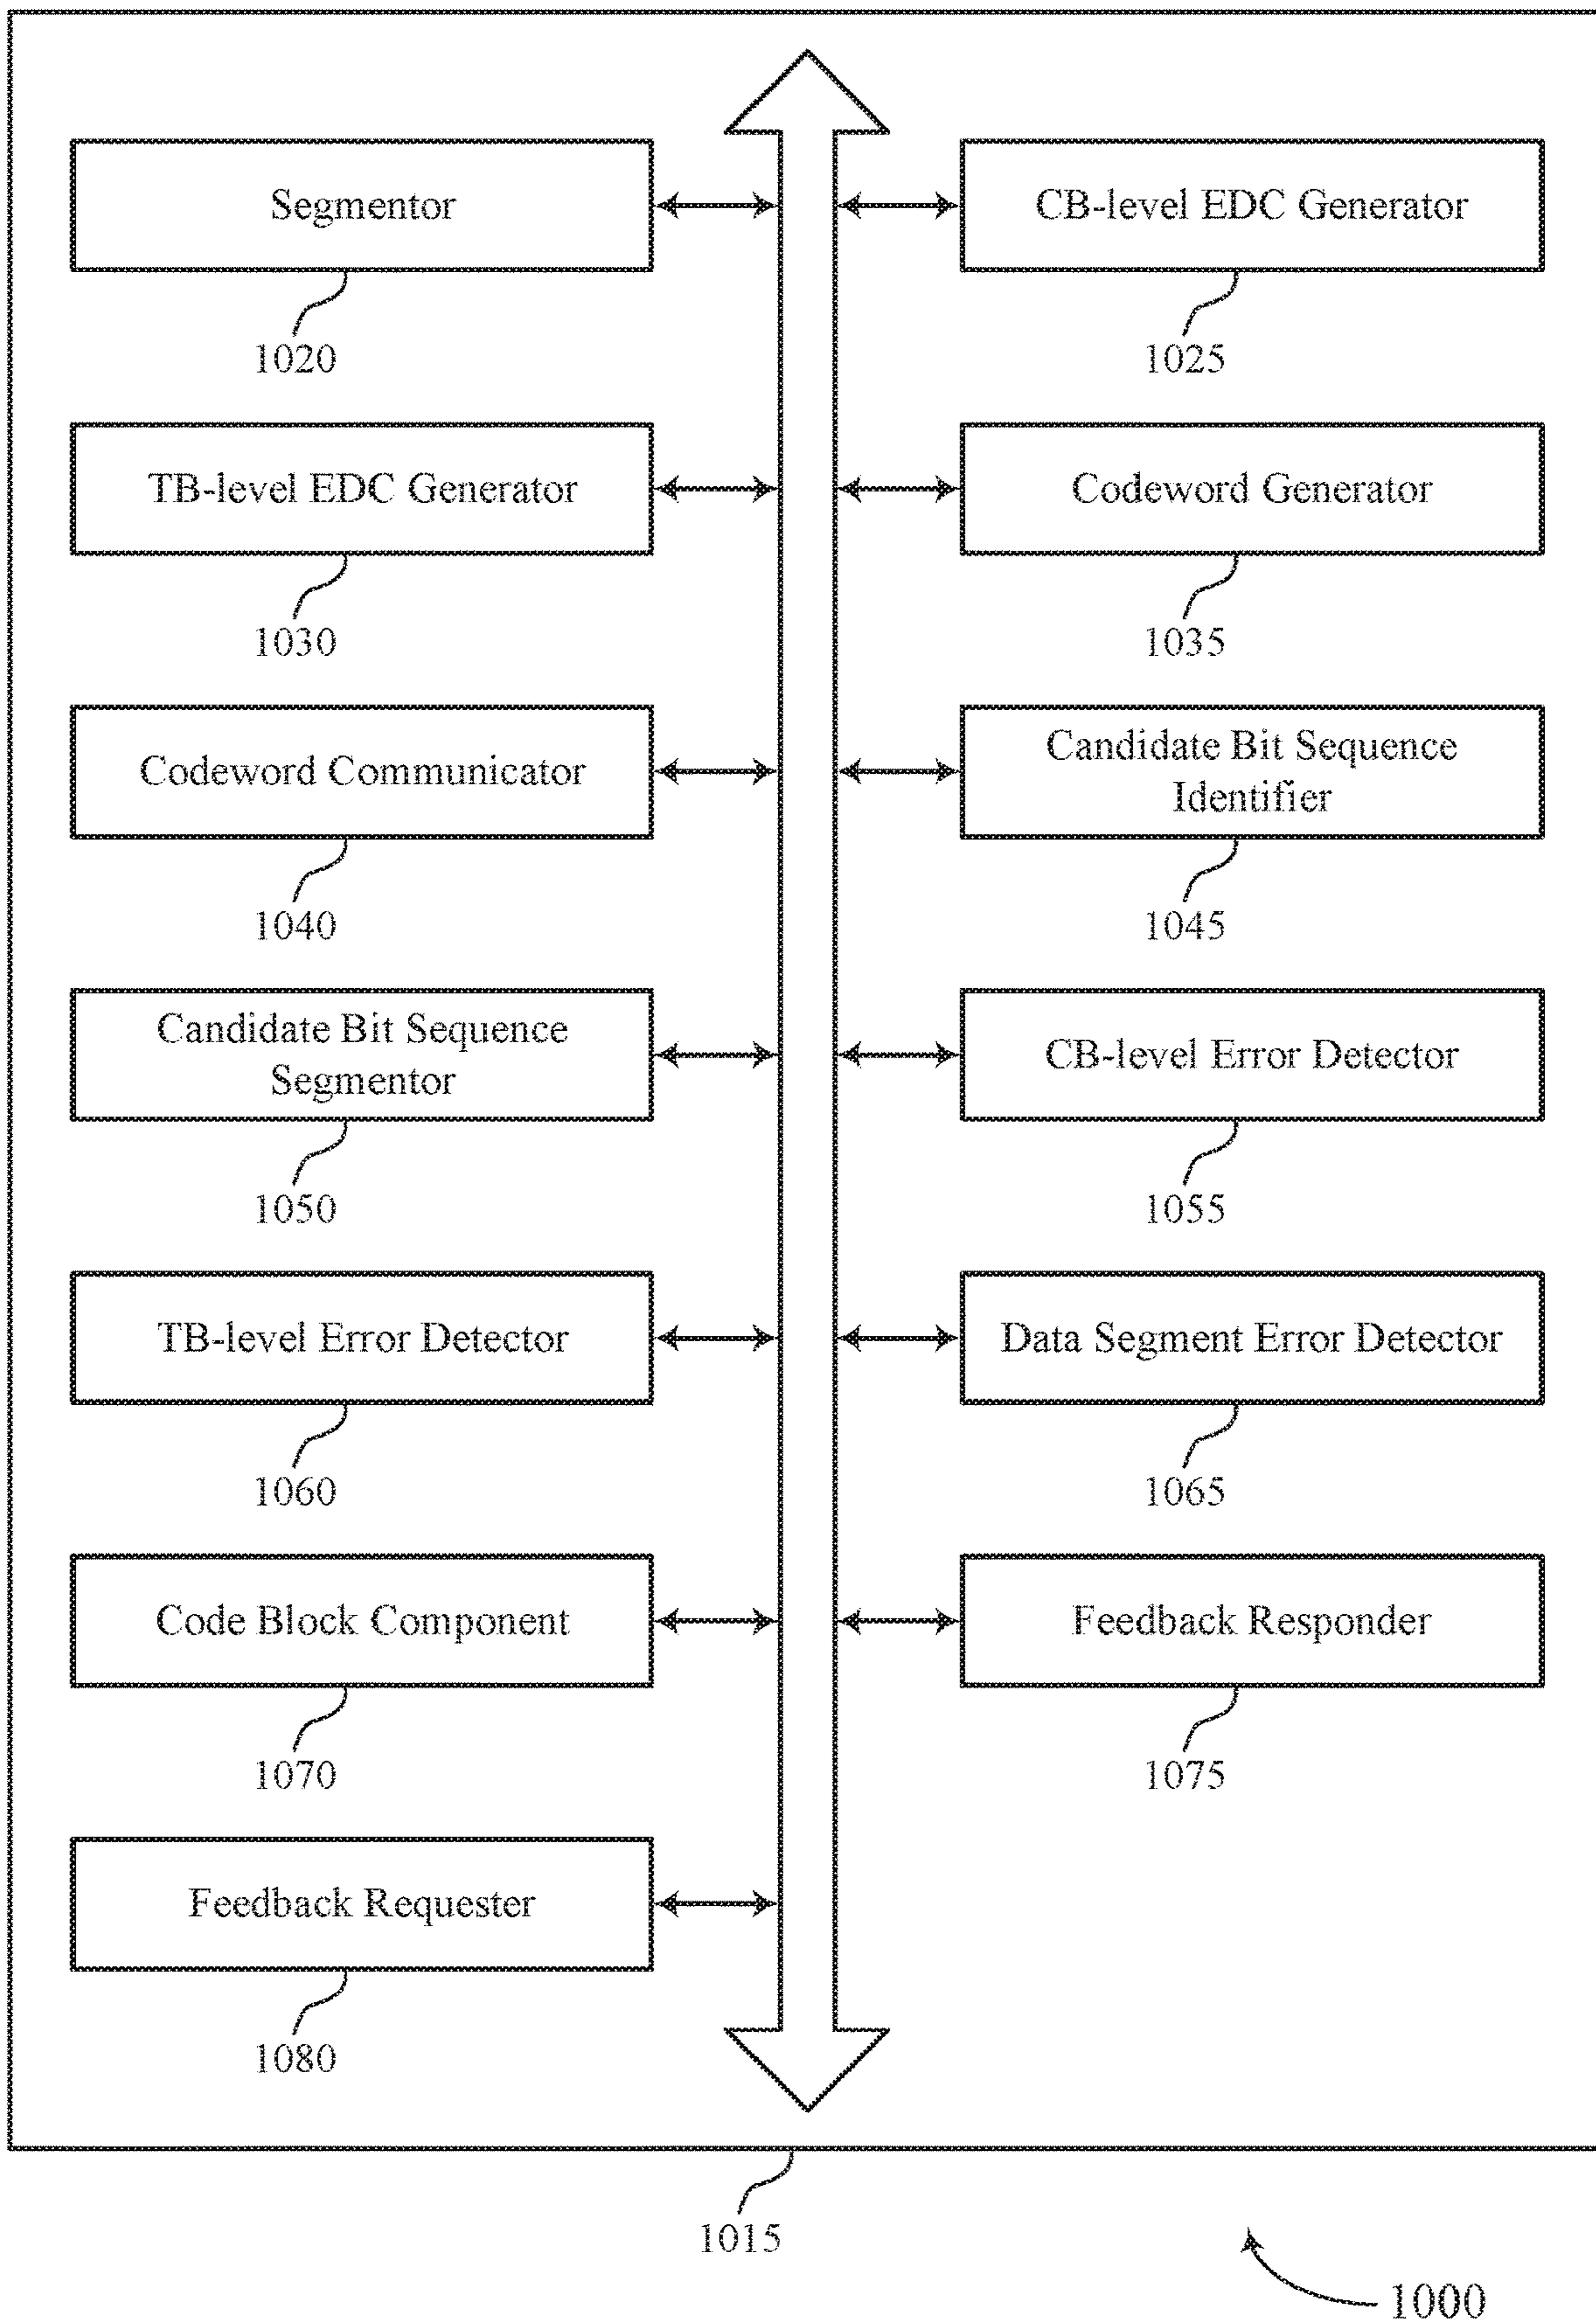 Segmentor
CB-level EDC Generator
1020
1025
TB-level EDC Generator
Codeword Generator
1030
1035
Codeword Communicator
Candidate Bit Sequence
Identifier
1040
1045
Candidate Bit Sequence
Segmentor
CB-level Error Detector
1050
1055
TB-level Error Detector
Data Segment Error Detector
1060
1065
Code Block Component
Feedback Responder
1070
1075
Feedback Requester
1080
1015
1000